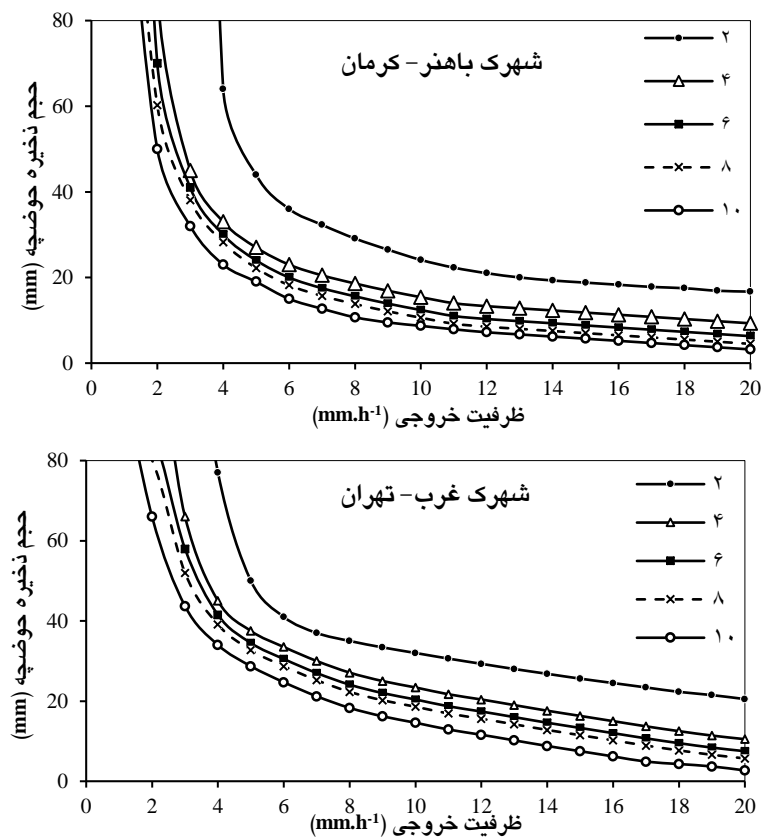 شهرک باهنر- کرمان
۲
۴
۶
۸
۱۰
حجم ذخیره حوضچه (mm)
80
60
40
20
0
0 2 4 6 8 10 12 14 16 18 20
ظرفیت خروجی (mm.h-1)
شهرک غرب- تهران
۲
۴
۶
۸
۱۰
حجم ذخیره حوضچه (mm)
80
60
40
20
0
0 2 4 6 8 10 12 14 16 18 20
ظرفیت خروجی (mm.h-1)